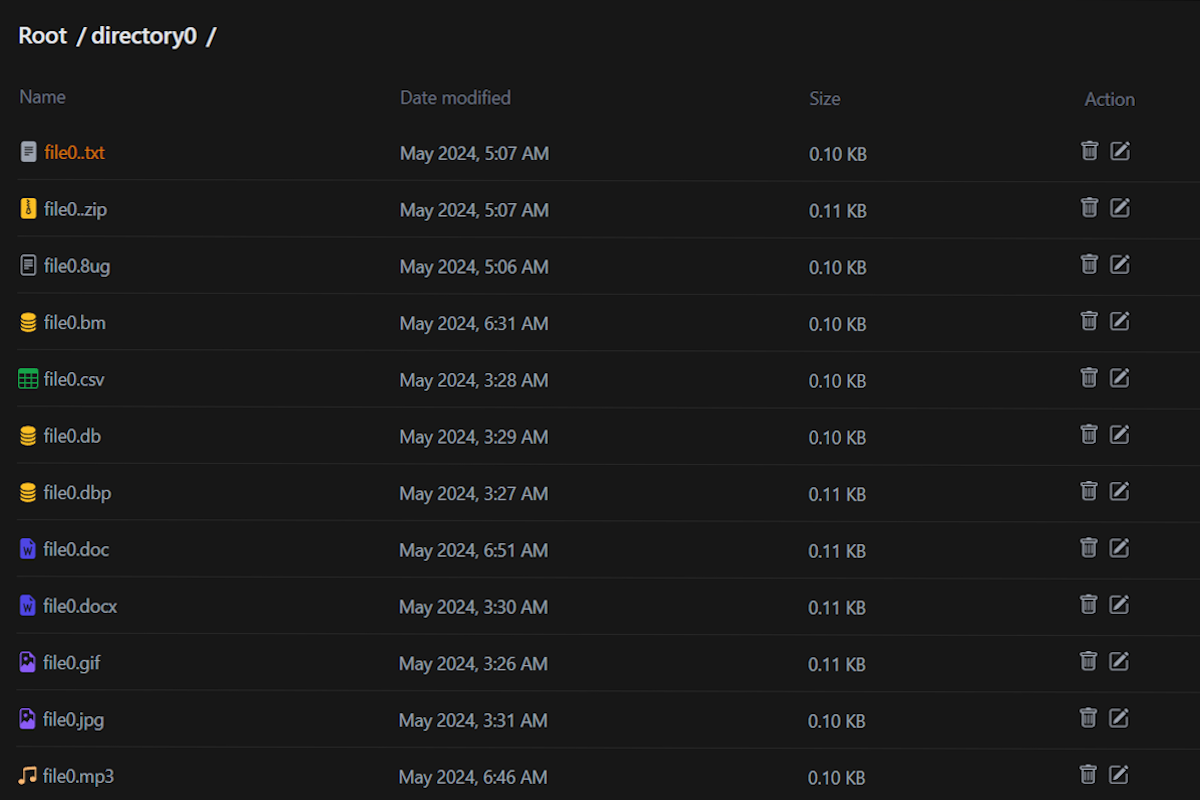 Root / directory0 /
Name Date modified Size Action
file0..txt May 2024, 5:07 AM 0.10 KB
file0..zip May 2024, 5:07 AM 0.11 KB
file0.8ug May 2024, 5:06 AM 0.10 KB
file0.bm May 2024, 6:31 AM 0.10 KB
file0.csv May 2024, 3:28 AM 0.10 KB
file0.db May 2024, 3:29 AM 0.10 KB
file0.dbp May 2024, 3:27 AM 0.11 KB
file0.doc May 2024, 6:51 AM 0.11 KB
file0.docx May 2024, 3:30 AM 0.11 KB
file0.gif May 2024, 3:26 AM 0.11 KB
file0.jpg May 2024, 3:31 AM 0.10 KB
file0.mp3 May 2024, 6:46 AM 0.10 KB